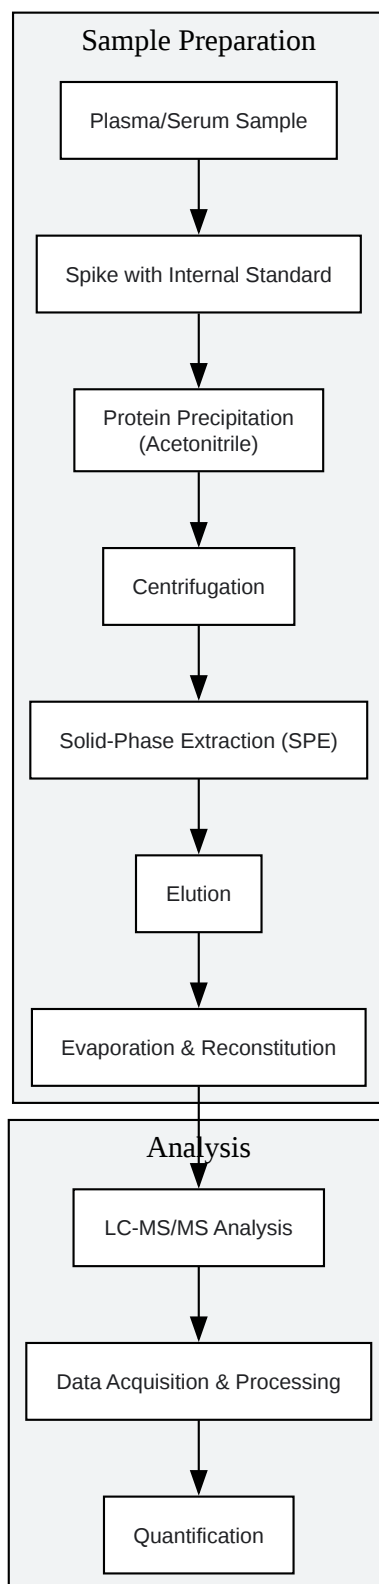 Sample Preparation
Plasma/Serum Sample
Spike with Internal Standard
Protein Precipitation
(Acetonitrile)
Centrifugation
Solid-Phase Extraction (SPE)
Elution
Evaporation & Reconstitution
Analysis
LC-MS/MS Analysis
Data Acquisition & Processing
Quantification